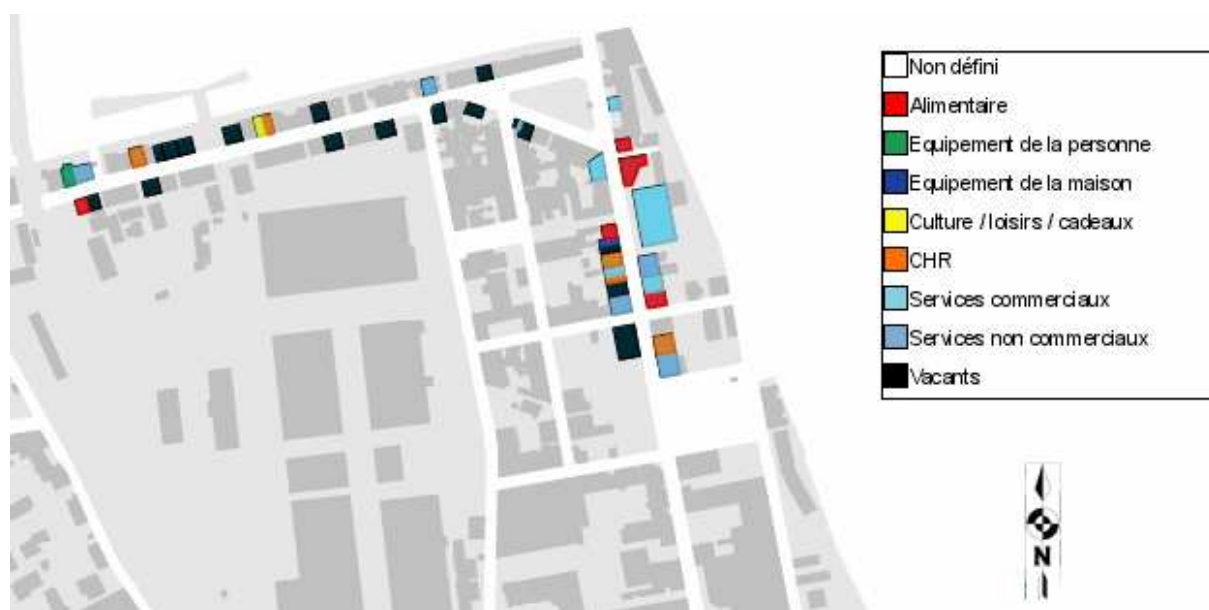 Non défini
Alimentaire
Equipement de la personne
Equipement de la maison
Culture / loisirs / cadeaux
CHR
Services commerciaux
Services non commerciaux
Vacants
N